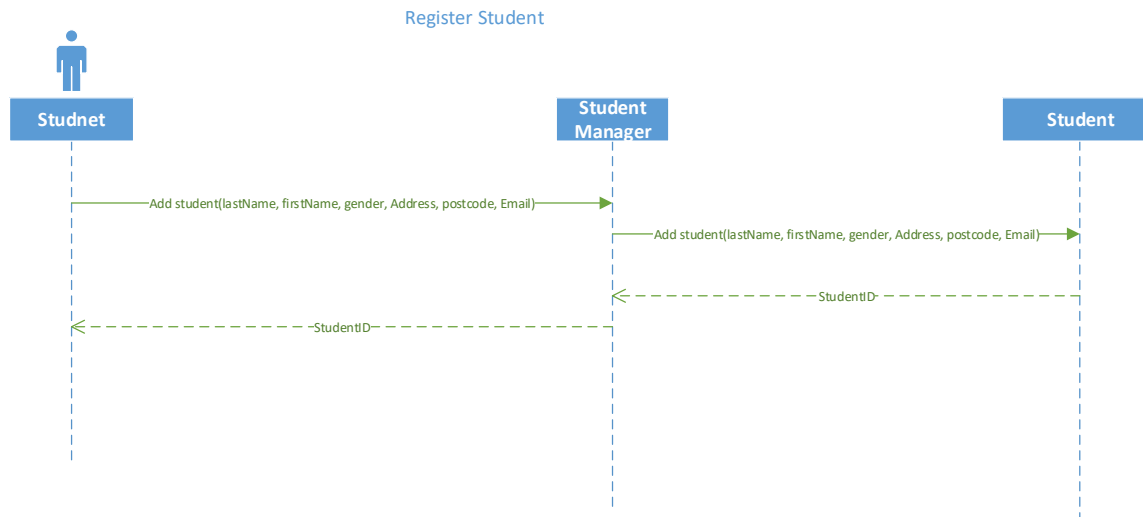 Register Student
Studnet
Student
Manager
Student
Add student(lastName, firstName, gender, Address, postcode, Email)
Add student(lastName, firstName, gender, Address, postcode, Email)
StudentID
StudentID